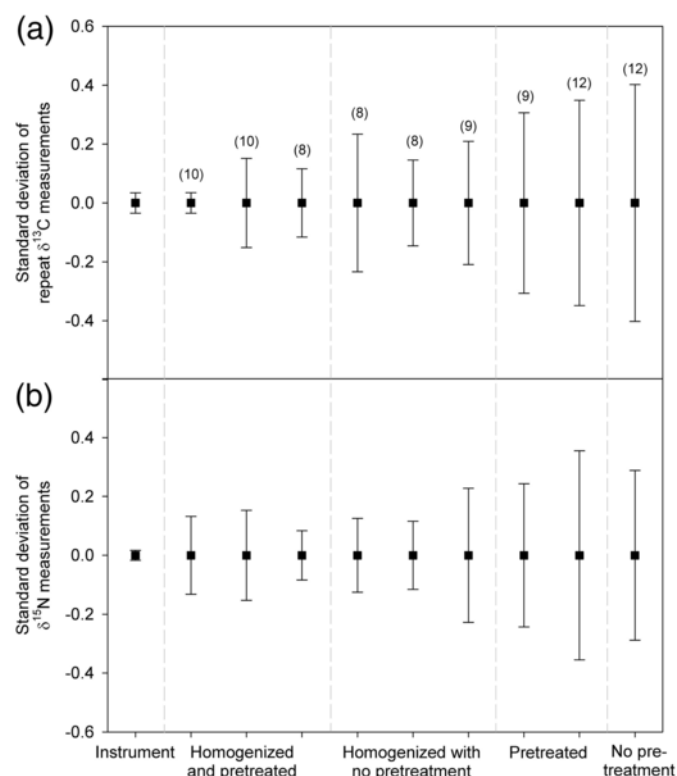 (a)
Standard deviation of
repeat δ¹³C measurements
0.6
0.4
0.2
0.0
-0.2
-0.4
(10)
(10)
(8)
(8)
(8)
(9)
(9)
(12)
(12)
(b)
Standard deviation of
δ¹⁵N measurements
0.4
0.2
0.0
-0.2
-0.4
-0.6
Instrument
Homogenized
and pretreated
Homogenized with
no pretreatment
Pretreated
No pre-
treatment